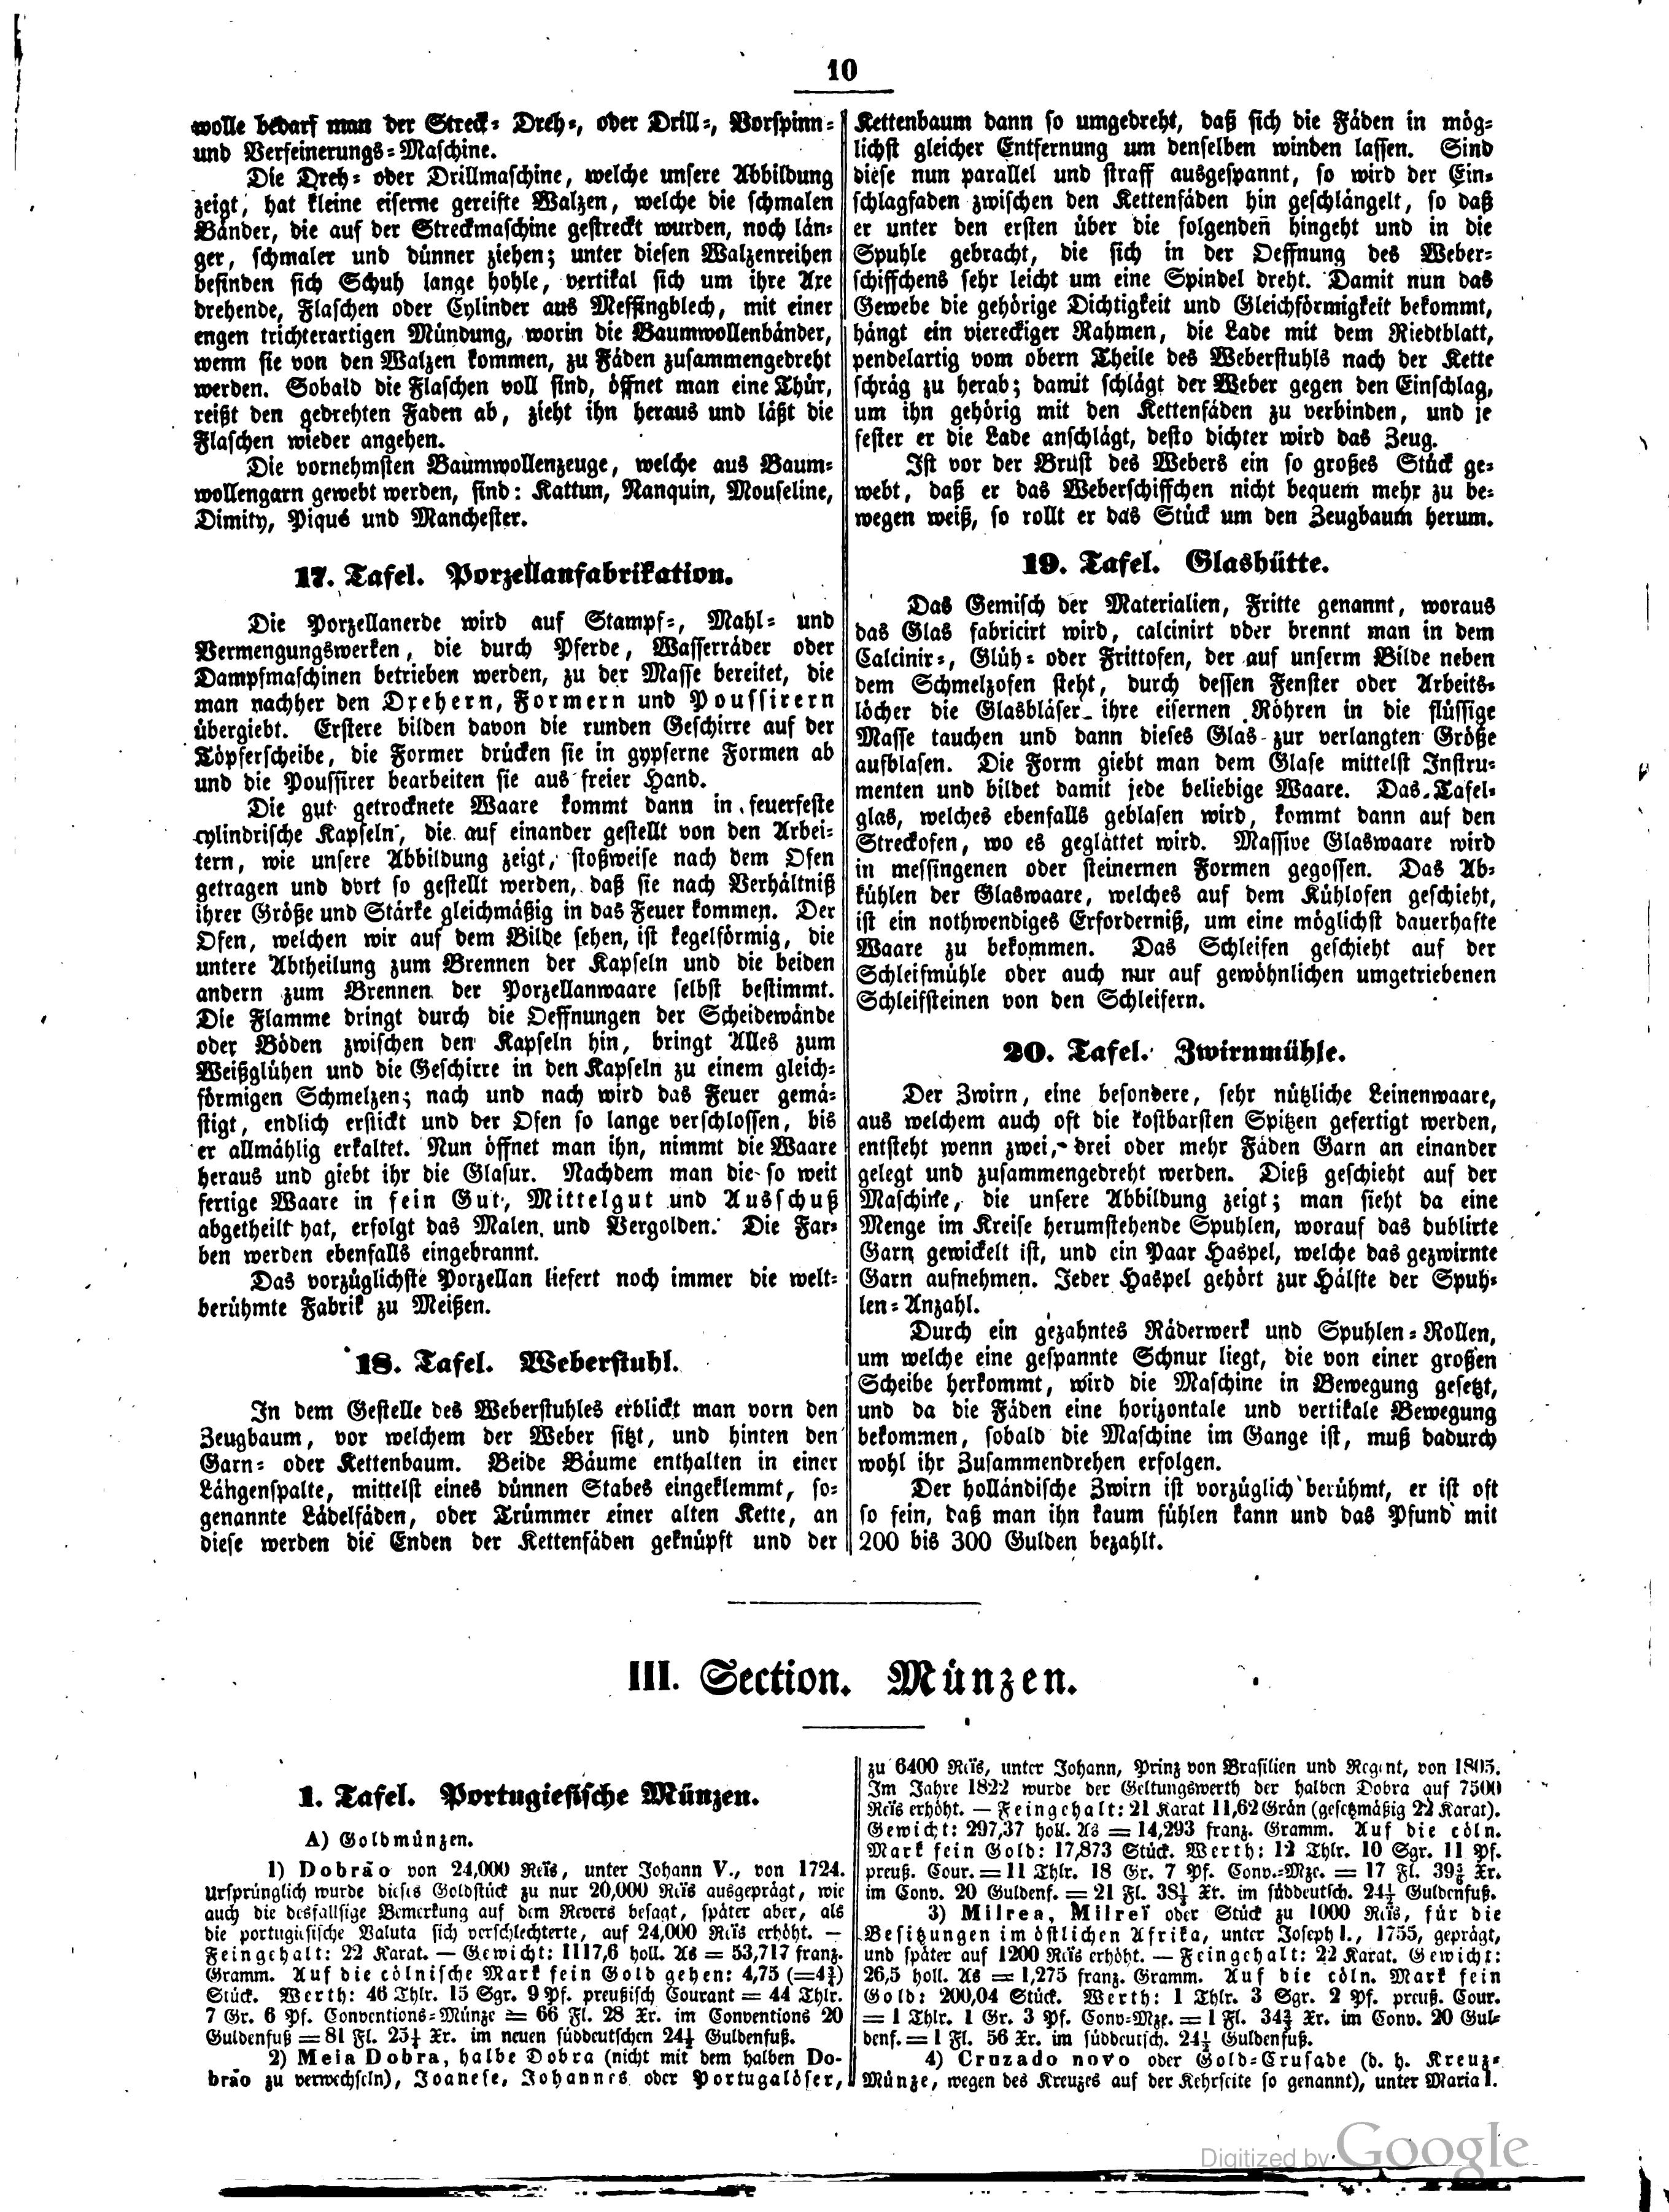 10
wolle bedarf man der Streck- Dreh-, oder Drill-, Vorspinn-
und Verfeinerungs-Maschine.
Die Dreh- oder Drillmaschine, welche unsere Abbildung
zeigt, hat kleine eiserne gereifte Walzen, welche die schmalen
Bänder, die auf der Streckmaschine gestreckt wurden, noch län-
ger, schmaler und dünner ziehen; unter diesen Walzenreihen
befinden sich Schuh lange hohle, vertikal sich um ihre Axe
drehende, Flaschen oder Cylinder aus Messingblech, mit einer
engen trichterartigen Mündung, worin die Baumwollenbänder,
wenn sie von den Walzen kommen, zu Fäden zusammengedreht
werden. Sobald die Flaschen voll sind, öffnet man eine Thür,
reißt den gedrehten Faden ab, zieht ihn heraus und läßt die
Flaschen wieder angehen.
Die vornehmsten Baumwollenzeuge, welche aus Baum-
wollengarn gewebt werden, sind: Kattun, Nanquin, Mouseline,
Dimity, Piqué und Manchester.
17. Tafel. Porzellanfabrikation.
Die Porzellanerde wird auf Stampf-, Mahl- und
Vermengungswerken, die durch Pferde, Wasserräder oder
Dampfmaschinen betrieben werden, zu der Masse bereitet, die
man nachher den Drehern, Formern und Poussirern
übergiebt. Erstere bilden davon die runden Geschirre auf der
Töpferscheibe, die Former drücken sie in gypserne Formen ab
und die Poussirer bearbeiten sie aus freier Hand.
Die gut getrocknete Waare kommt dann in feuerfeste
cylindrische Kapseln, die auf einander gestellt von den Arbei-
tern, wie unsere Abbildung zeigt, stoßweise nach dem Ofen
getragen und dort so gestellt werden, daß sie nach Verhältniß
ihrer Größe und Stärke gleichmäßig in das Feuer kommen. Der
Ofen, welchen wir auf dem Bilde sehen, ist kegelförmig, die
untere Abtheilung zum Brennen der Kapseln und die beiden
andern zum Brennen der Porzellanwaare selbst bestimmt.
Die Flamme dringt durch die Oeffnungen der Scheidewände
oder Böden zwischen den Kapseln hin, bringt Alles zum
Weißglühen und die Geschirre in den Kapseln zu einem gleich-
förmigen Schmelzen; nach und nach wird das Feuer gemä-
stigt, endlich erstickt und der Ofen so lange verschlossen, bis
er allmählig erkaltet. Nun öffnet man ihn, nimmt die Waare
heraus und giebt ihr die Glasur. Nachdem man die so weit
fertige Waare in fein Gut, Mittelgut und Ausschuß
abgetheilt hat, erfolgt das Malen und Vergolden. Die Far-
ben werden ebenfalls eingebrannt.
Das vorzüglichste Porzellan liefert noch immer die welt-
berühmte Fabrik zu Meißen.
18. Tafel. Weberstuhl.
In dem Gestelle des Weberstuhles erblickt man vorn den
Zeugbaum, vor welchem der Weber sitzt, und hinten den
Garn- oder Kettenbaum. Beide Bäume enthalten in einer
Längenspalte, mittelst eines dünnen Stabes eingeklemmt, so-
genannte Lädelfäden, oder Trümmer einer alten Kette, an
diese werden die Enden der Kettenfäden geknüpft und der
Kettenbaum dann so umgedreht, daß sich die Fäden in mög-
lichst gleicher Entfernung um denselben winden lassen. Sind
diese nun parallel und straff ausgespannt, so wird der Ein-
schlagfaden zwischen den Kettenfäden hin geschlängelt, so daß
er unter den ersten über die folgenden hingeht und in die
Spuhle gebracht, die sich in der Oeffnung des Weber-
schiffchens sehr leicht um eine Spindel dreht. Damit nun das
Gewebe die gehörige Dichtigkeit und Gleichförmigkeit bekommt,
hängt ein viereckiger Rahmen, die Lade mit dem Riedtblatt,
pendelartig vom obern Theile des Weberstuhls nach der Kette
schräg zu herab; damit schlägt der Weber gegen den Einschlag,
um ihn gehörig mit den Kettenfäden zu verbinden, und je
fester er die Lade anschlägt, desto dichter wird das Zeug.
Ist vor der Brust des Webers ein so großes Stück ge-
webt, daß er das Weberschiffchen nicht bequem mehr zu be-
wegen weiß, so rollt er das Stück um den Zeugbaum herum.
19. Tafel. Glashütte.
Das Gemisch der Materialien, Fritte genannt, woraus
das Glas fabricirt wird, calcinirt oder brennt man in dem
Calcinir-, Glüh- oder Frittofen, der auf unserm Bilde neben
dem Schmelzofen steht, durch dessen Fenster oder Arbeits-
löcher die Glasbläser ihre eisernen Röhren in die flüssige
Masse tauchen und dann dieses Glas zur verlangten Größe
aufblasen. Die Form giebt man dem Glase mittelst Instru-
menten und bildet damit jede beliebige Waare. Das Tafel-
glas, welches ebenfalls geblasen wird, kommt dann auf den
Streckofen, wo es geglättet wird. Massive Glaswaare wird
in messingenen oder steinernen Formen gegossen. Das Ab-
kühlen der Glaswaare, welches auf dem Kühlofen geschieht,
ist ein nothwendiges Erforderniß, um eine möglichst dauerhafte
Waare zu bekommen. Das Schleifen geschieht auf der
Schleifmühle oder auch nur auf gewöhnlichen umgetriebenen
Schleifsteinen von den Schleifern.
20. Tafel. Zwirnmühle.
Der Zwirn, eine besondere, sehr nützliche Leinenwaare,
aus welchem auch oft die kostbarsten Spitzen gefertigt werden,
entsteht wenn zwei, drei oder mehr Fäden Garn an einander
gelegt und zusammengedreht werden. Dieß geschieht auf der
Maschine, die unsere Abbildung zeigt; man sieht da eine
Menge im Kreise herumstehende Spuhlen, worauf das dublirte
Garn gewickelt ist, und ein Paar Haspel, welche das gezwirnte
Garn aufnehmen. Jeder Haspel gehört zur Hälfte der Spuh-
len-Anzahl.
Durch ein gezahntes Räderwerk und Spuhlen-Rollen,
um welche eine gespannte Schnur liegt, die von einer großen
Scheibe herkommt, wird die Maschine in Bewegung gesetzt,
und da die Fäden eine horizontale und vertikale Bewegung
bekommen, sobald die Maschine im Gange ist, muß dadurch
wohl ihr Zusammendrehen erfolgen.
Der holländische Zwirn ist vorzüglich berühmt, er ist oft
so fein, daß man ihn kaum fühlen kann und das Pfund mit
200 bis 300 Gulden bezahlt.
III. Section. Münzen.
1. Tafel. Portugiesische Münzen.
A) Goldmünzen.
1) Dobrão von 24,000 Reïs, unter Johann V., von 1724.
Ursprünglich wurde dieses Goldstück zu nur 20,000 Reïs ausgeprägt, wie
auch die desfallsige Bemerkung auf dem Revers besagt, später aber, als
die portugiesische Valuta sich verschlechterte, auf 24,000 Reïs erhöht. —
Feingehalt: 22 Karat. — Gewicht: 1117,6 holl. As = 53,717 franz.
Gramm. Auf die cölnische Mark fein Gold gehen: 4,75 (=4¾)
Stück. Werth: 46 Thlr. 15 Sgr. 9 Pf. preußisch Courant = 44 Thlr.
7 Gr. 6 Pf. Conventions-Münze = 66 Fl. 28 Xr. im Conventions 20
Guldenfuß = 81 Fl. 25¼ Xr. im neuen süddeutschen 24½ Guldenfuß.
2) Meia Dobra, halbe Dobra (nicht mit dem halben Do-
brão zu verwechseln), Joanese, Johannes oder Portugalöser,
zu 6400 Reïs, unter Johann, Prinz von Brasilien und Regent, von 1805.
Im Jahre 1822 wurde der Geltungswerth der halben Dobra auf 7500
Reïs erhöht. — Feingehalt: 21 Karat 11,62 Grän (gesetzmäßig 22 Karat).
Gewicht: 297,37 holl. As = 14,293 franz. Gramm. Auf die cöln.
Mark fein Gold: 17,873 Stück. Werth: 12 Thlr. 10 Sgr. 11 Pf.
preuß. Cour. = 11 Thlr. 18 Gr. 7 Pf. Conv.-Mze. = 17 Fl. Xr.
im Conv. 20 Guldenf. = 21 Fl. Xr. im süddeutsch. 24½ Guldenfuß.
3) Milrea, Milreï oder Stück zu 1000 Reïs, für die
Besitzungen im östlichen Afrika, unter Joseph I., 1755, geprägt,
und später auf 1200 Reïs erhöht. — Feingehalt: 22 Karat. Gewicht:
26,5 holl. As = 1,275 franz. Gramm. Auf die cöln. Mark fein
Gold: 200,04 Stück. Werth: 1 Thlr. 3 Sgr. 2 Pf. preuß. Cour.
= 1 Thlr. 1 Gr. 3 Pf. Conv-Mze. = 1 Fl. Xr. im Conv. 20 Gul-
denf. = 1 Fl. 56 Xr. im süddeutsch. 24½ Guldenfuß.
4) Cruzado novo oder Gold-Crusade (d. h. Kreuz-
Münze, wegen des Kreuzes auf der Kehrseite so genannt), unter Maria I.
Digitized by Google